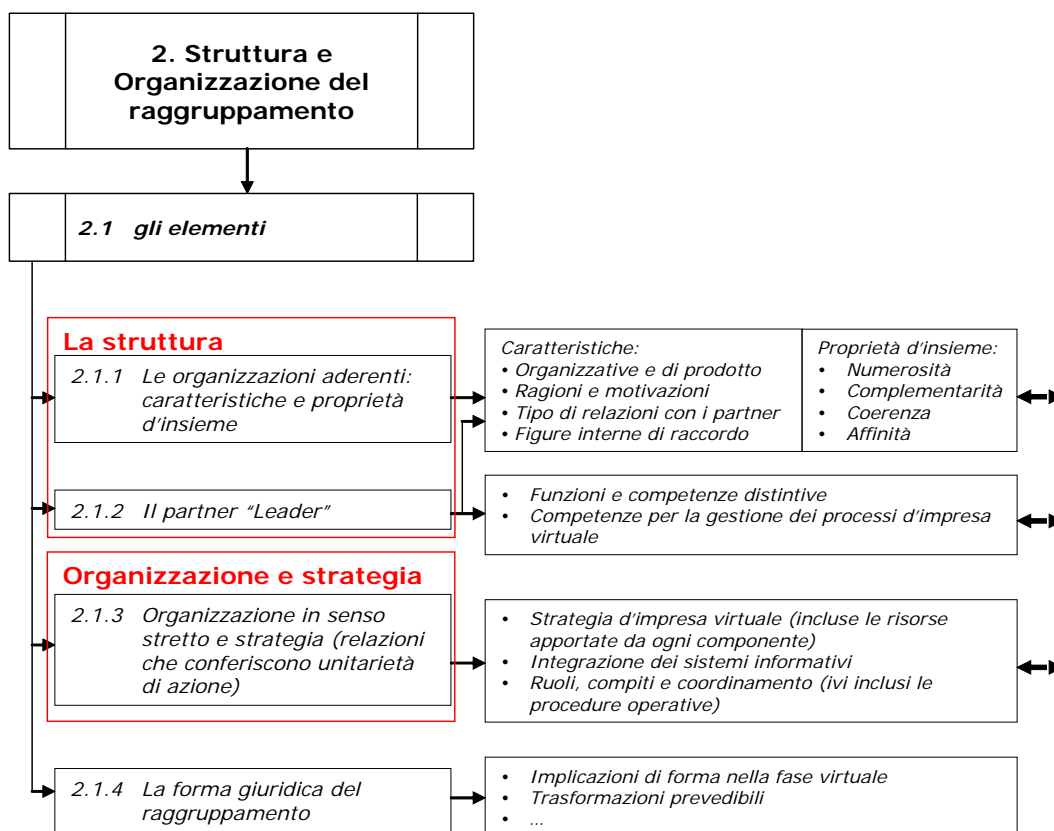 2. Struttura e
Organizzazione del
raggruppamento
2.1 gli elementi
La struttura
2.1.1 Le organizzazioni aderenti:
caratteristiche e proprietà
d'insieme
Caratteristiche:
• Organizzative e di prodotto
• Ragioni e motivazioni
• Tipo di relazioni con i partner
• Figure interne di raccordo
Proprietà d'insieme:
• Numerosità
• Complementarità
• Coerenza
• Affinità
2.1.2 Il partner “Leader”
• Funzioni e competenze distintive
• Competenze per la gestione dei processi d'impresa
virtuale
Organizzazione e strategia
2.1.3 Organizzazione in senso
stretto e strategia (relazioni
che conferiscono unitarietà
di azione)
• Strategia d'impresa virtuale (incluse le risorse
apportate da ogni componente)
• Integrazione dei sistemi informativi
• Ruoli, compiti e coordinamento (ivi inclusi le
procedure operative)
2.1.4 La forma giuridica del
raggruppamento
• Implicazioni di forma nella fase virtuale
• Trasformazioni prevedibili
• …